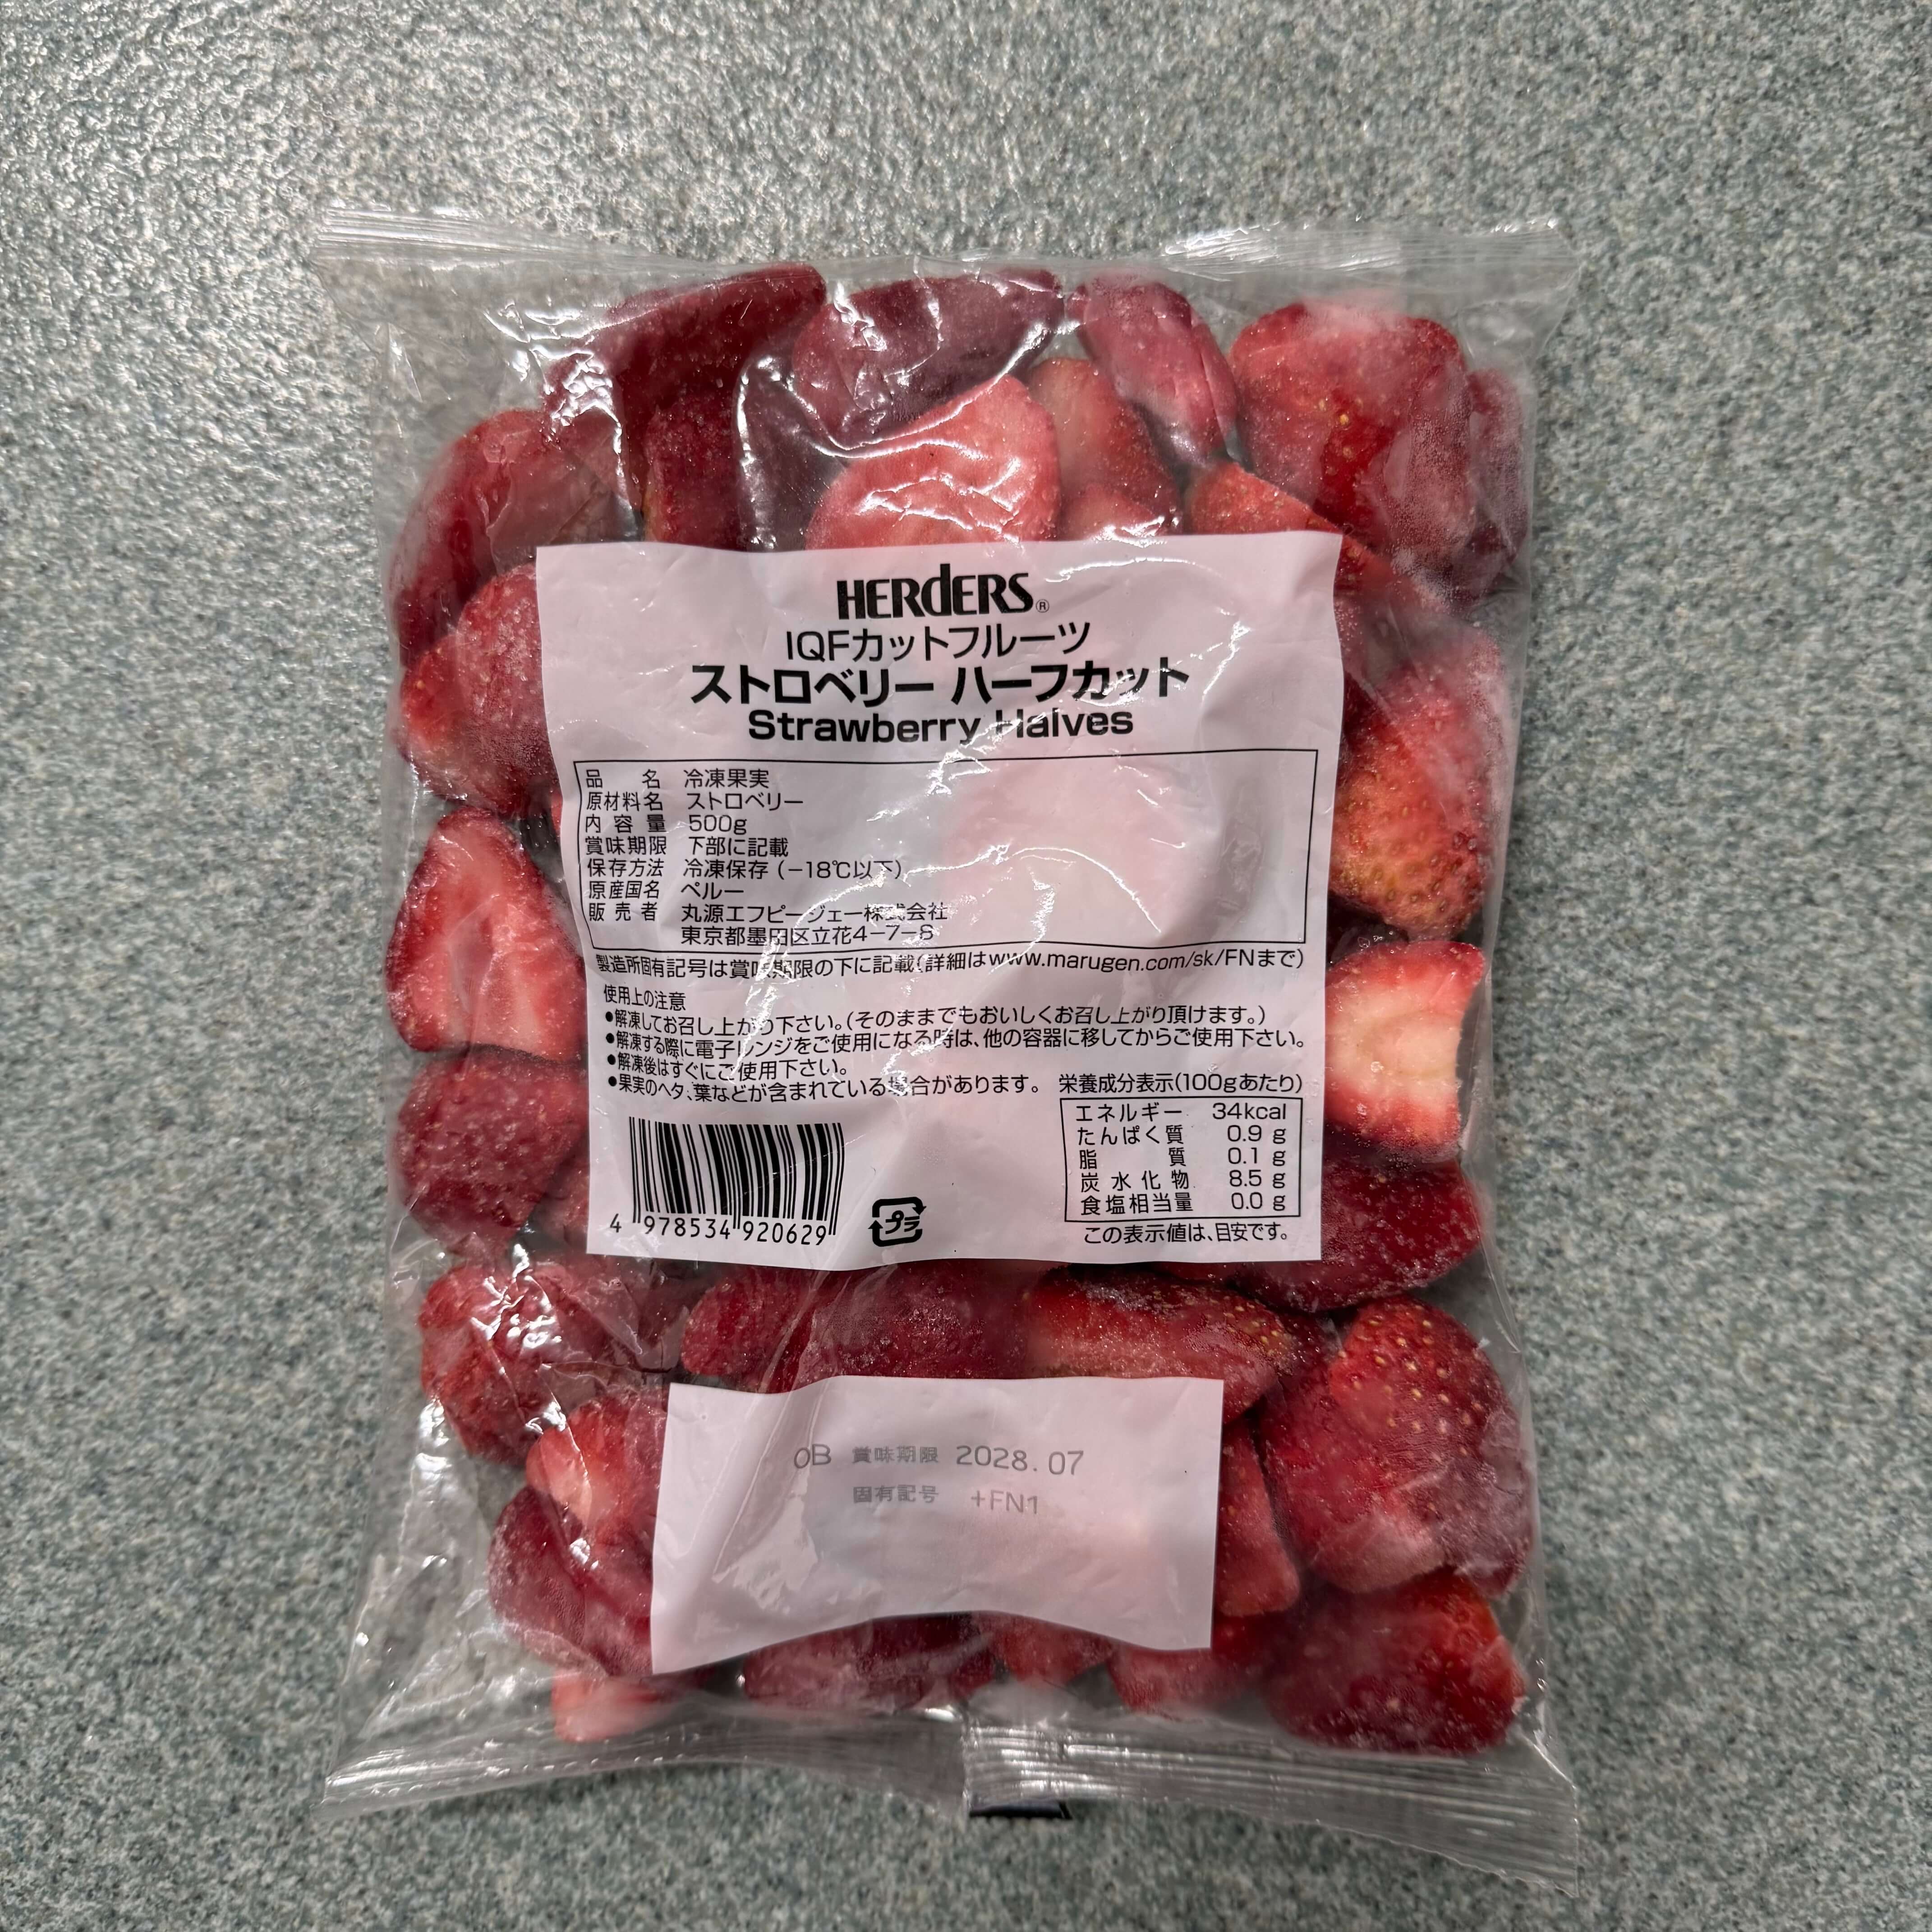 HERdERS®
IQFカットフルーツ
ストロベリー ハーフカット
Strawberry Halves
品名 冷凍果実
原材料名 ストロベリー
内容量 500g
賞味期限 下部に記載
保存方法 冷凍保存(−18℃以下)
原産国名 ペルー
販売者 丸源エフピージェー株式会社
東京都墨田区立花4−7−8
製造所固有記号は賞味期限の下に記載(詳細はwww.marugen.com/sk/FNまで)
使用上の注意
●解凍してお召し上がり下さい。(そのままでもおいしくお召し上がり頂けます。)
●解凍する際に電子レンジをご使用になる時は、他の容器に移してからご使用下さい。
●解凍後はすぐにご使用下さい。
●果実のヘタ、葉などが含まれている場合があります。
栄養成分表示(100gあたり)
エネルギー 34kcal
たんぱく質 0.9 g
脂質 0.1 g
炭水化物 8.5 g
食塩相当量 0.0 g
この表示値は、目安です。
4 978534 920629
プラ
0B 賞味期限 2028.07
固有記号 +FN1